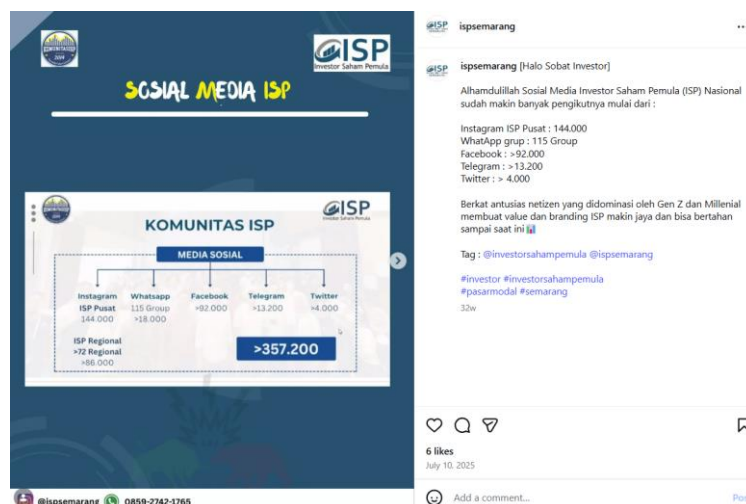 ISP
Investor Saham Pemula
SOSIAL MEDIA ISP
ISP
KOMUNITAS ISP
MEDIA SOSIAL
Instagram
ISP Pusat
144.000
Whatsapp
115 Group
>18.000
Facebook
>92.000
Telegram
>13.200
Twitter
>4.000
ISP Regional
>72 Regional
>86.000
>357.200
@ispsemarang 0859-2742-1765
ispsemarang
ispsemarang [Halo Sobat Investor]
Alhamdulillah Sosial Media Investor Saham Pemula (ISP) Nasional
sudah makin banyak pengikutnya mulai dari :
Instagram ISP Pusat : 144.000
WhatApp grup : 115 Group
Facebook : >92.000
Telegram : >13.200
Twitter : > 4.000
Berkat antusias netizen yang didominasi oleh Gen Z dan Millenial
membuat value dan branding ISP makin jaya dan bisa bertahan
sampai saat ini📊
Tag : @investorsahampemula @ispsemarang
#investor #investorsahampemula
#pasarmodal #semarang
32w
6 likes
July 10, 2025
Add a comment...